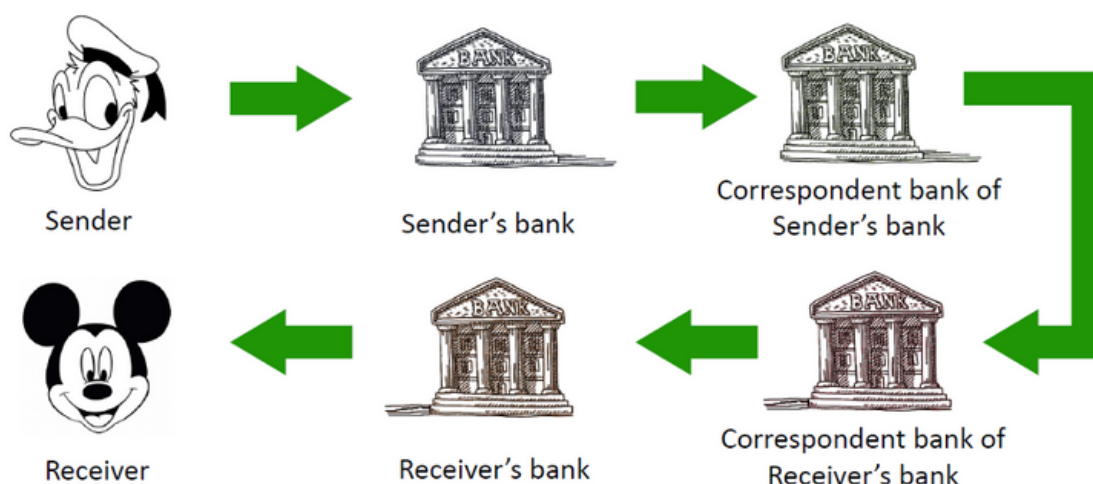 BANK
BANK
Sender
Sender's bank
Correspondent bank of
Sender's bank
BANK
BANK
Receiver
Receiver's bank
Correspondent bank of
Receiver's bank